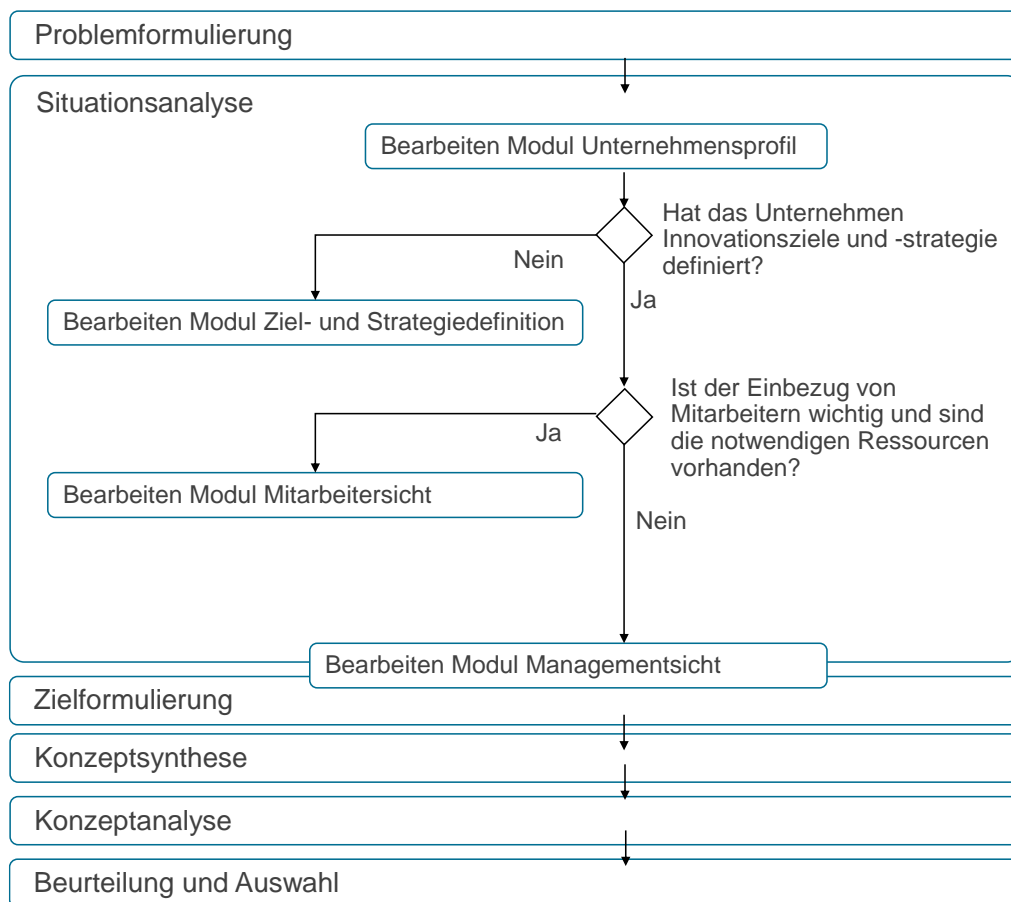 Problemformulierung
Situationsanalyse
Bearbeiten Modul Unternehmensprofil
Hat das Unternehmen
Innovationsziele und -strategie
definiert?
Nein
Ja
Bearbeiten Modul Ziel- und Strategiedefinition
Ist der Einbezug von
Mitarbeitern wichtig und sind
die notwendigen Ressourcen
vorhanden?
Ja
Bearbeiten Modul Mitarbeitersicht
Nein
Bearbeiten Modul Managementsicht
Zielformulierung
Konzeptsynthese
Konzeptanalyse
Beurteilung und Auswahl